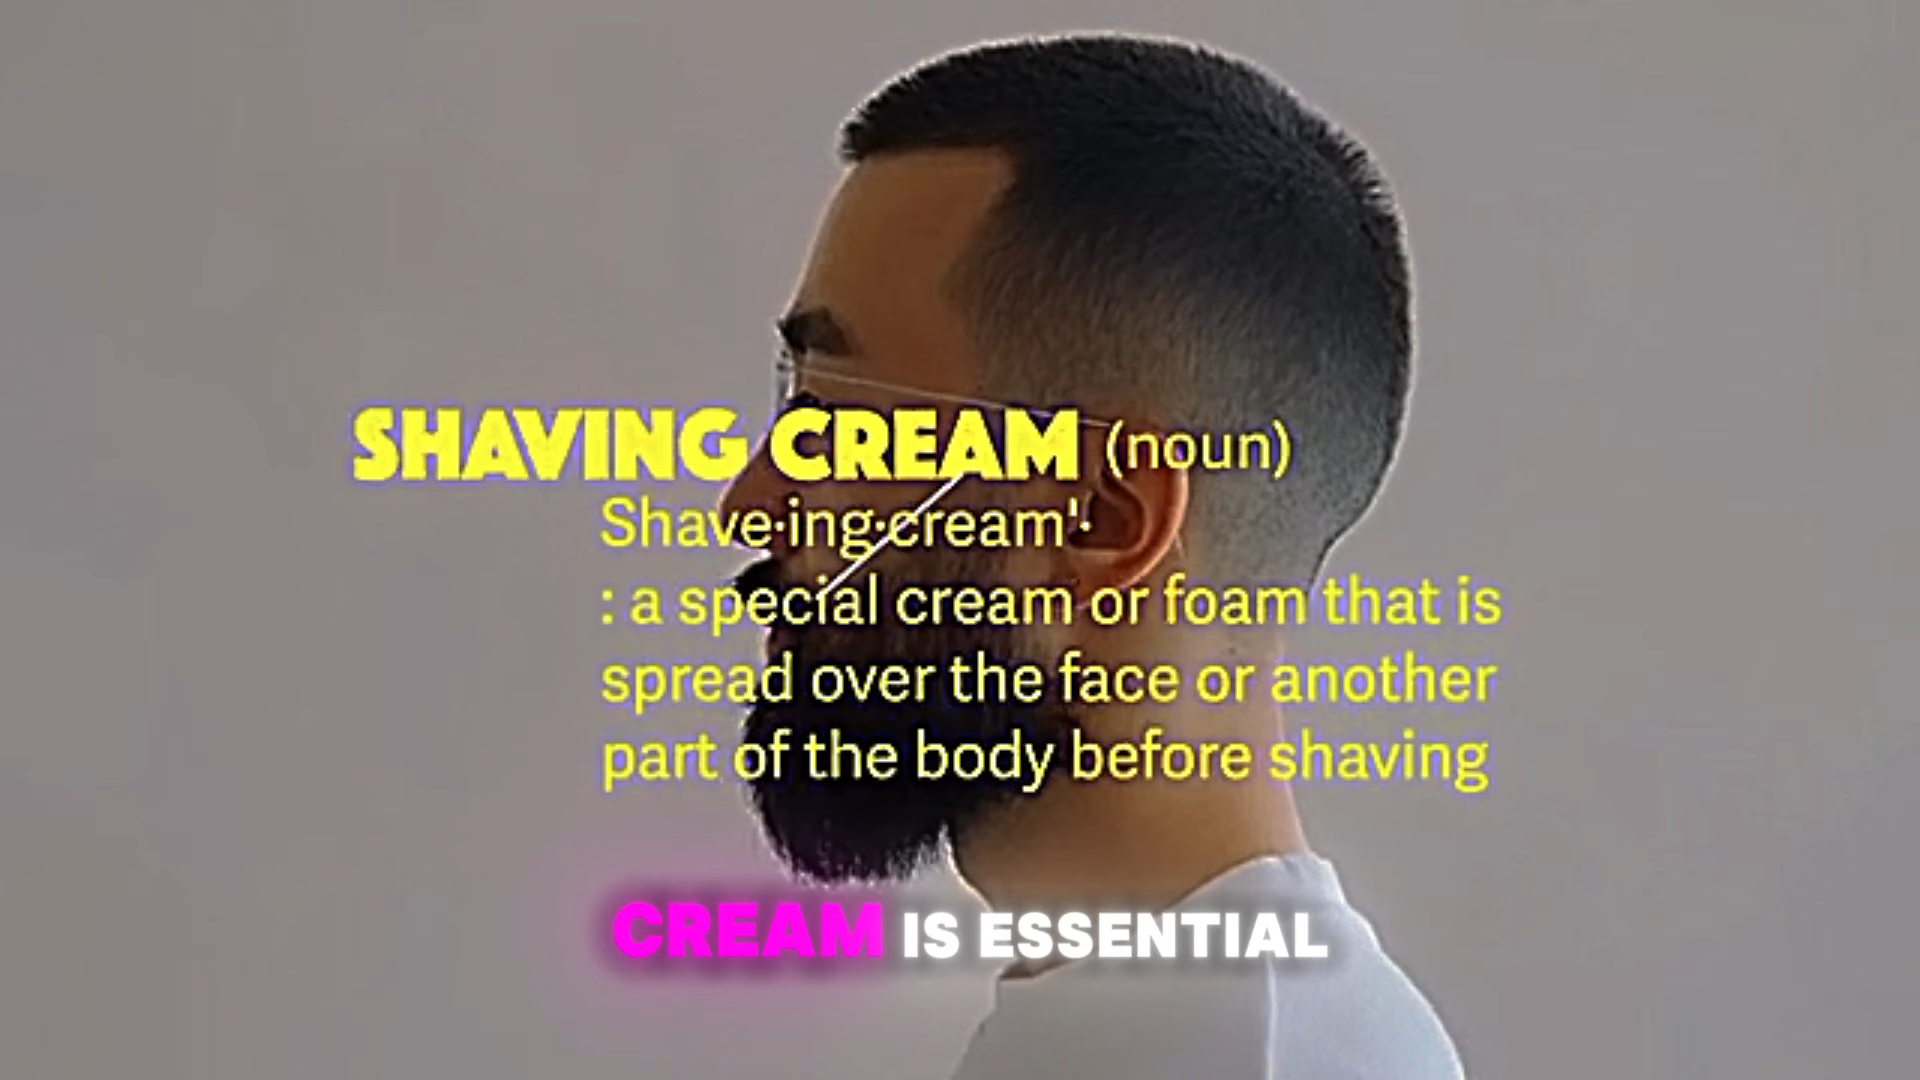 SHAVING CREAM (noun)
Shave·ing·cream'·
: a special cream or foam that is
spread over the face or another
part of the body before shaving
CREAM IS ESSENTIAL